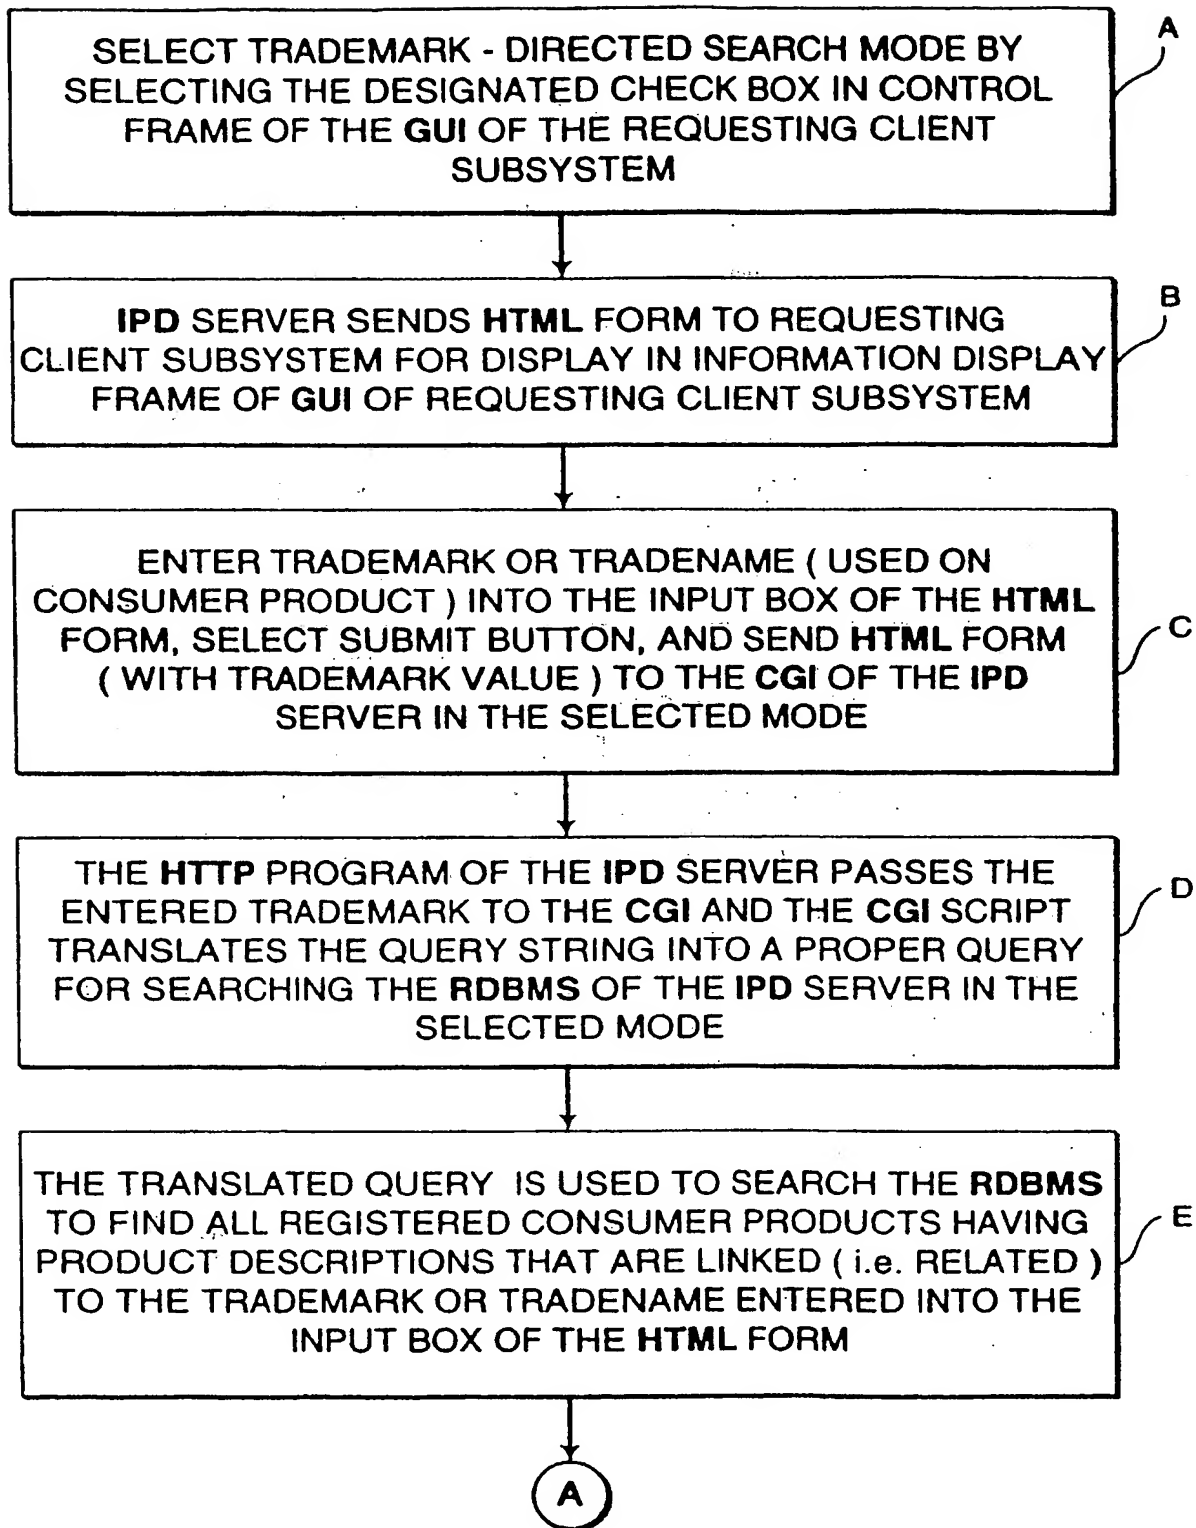 SELECT TRADEMARK - DIRECTED SEARCH MODE BY
SELECTING THE DESIGNATED CHECK BOX IN CONTROL
FRAME OF THE GUI OF THE REQUESTING CLIENT
SUBSYSTEM
A
IPD SERVER SENDS HTML FORM TO REQUESTING
CLIENT SUBSYSTEM FOR DISPLAY IN INFORMATION DISPLAY
FRAME OF GUI OF REQUESTING CLIENT SUBSYSTEM
B
ENTER TRADEMARK OR TRADENAME ( USED ON
CONSUMER PRODUCT ) INTO THE INPUT BOX OF THE HTML
FORM, SELECT SUBMIT BUTTON, AND SEND HTML FORM
( WITH TRADEMARK VALUE ) TO THE CGI OF THE IPD
SERVER IN THE SELECTED MODE
C
THE HTTP PROGRAM OF THE IPD SERVER PASSES THE
ENTERED TRADEMARK TO THE CGI AND THE CGI SCRIPT
TRANSLATES THE QUERY STRING INTO A PROPER QUERY
FOR SEARCHING THE RDBMS OF THE IPD SERVER IN THE
SELECTED MODE
D
THE TRANSLATED QUERY IS USED TO SEARCH THE RDBMS
TO FIND ALL REGISTERED CONSUMER PRODUCTS HAVING
PRODUCT DESCRIPTIONS THAT ARE LINKED ( i.e. RELATED )
TO THE TRADEMARK OR TRADENAME ENTERED INTO THE
INPUT BOX OF THE HTML FORM
E
A